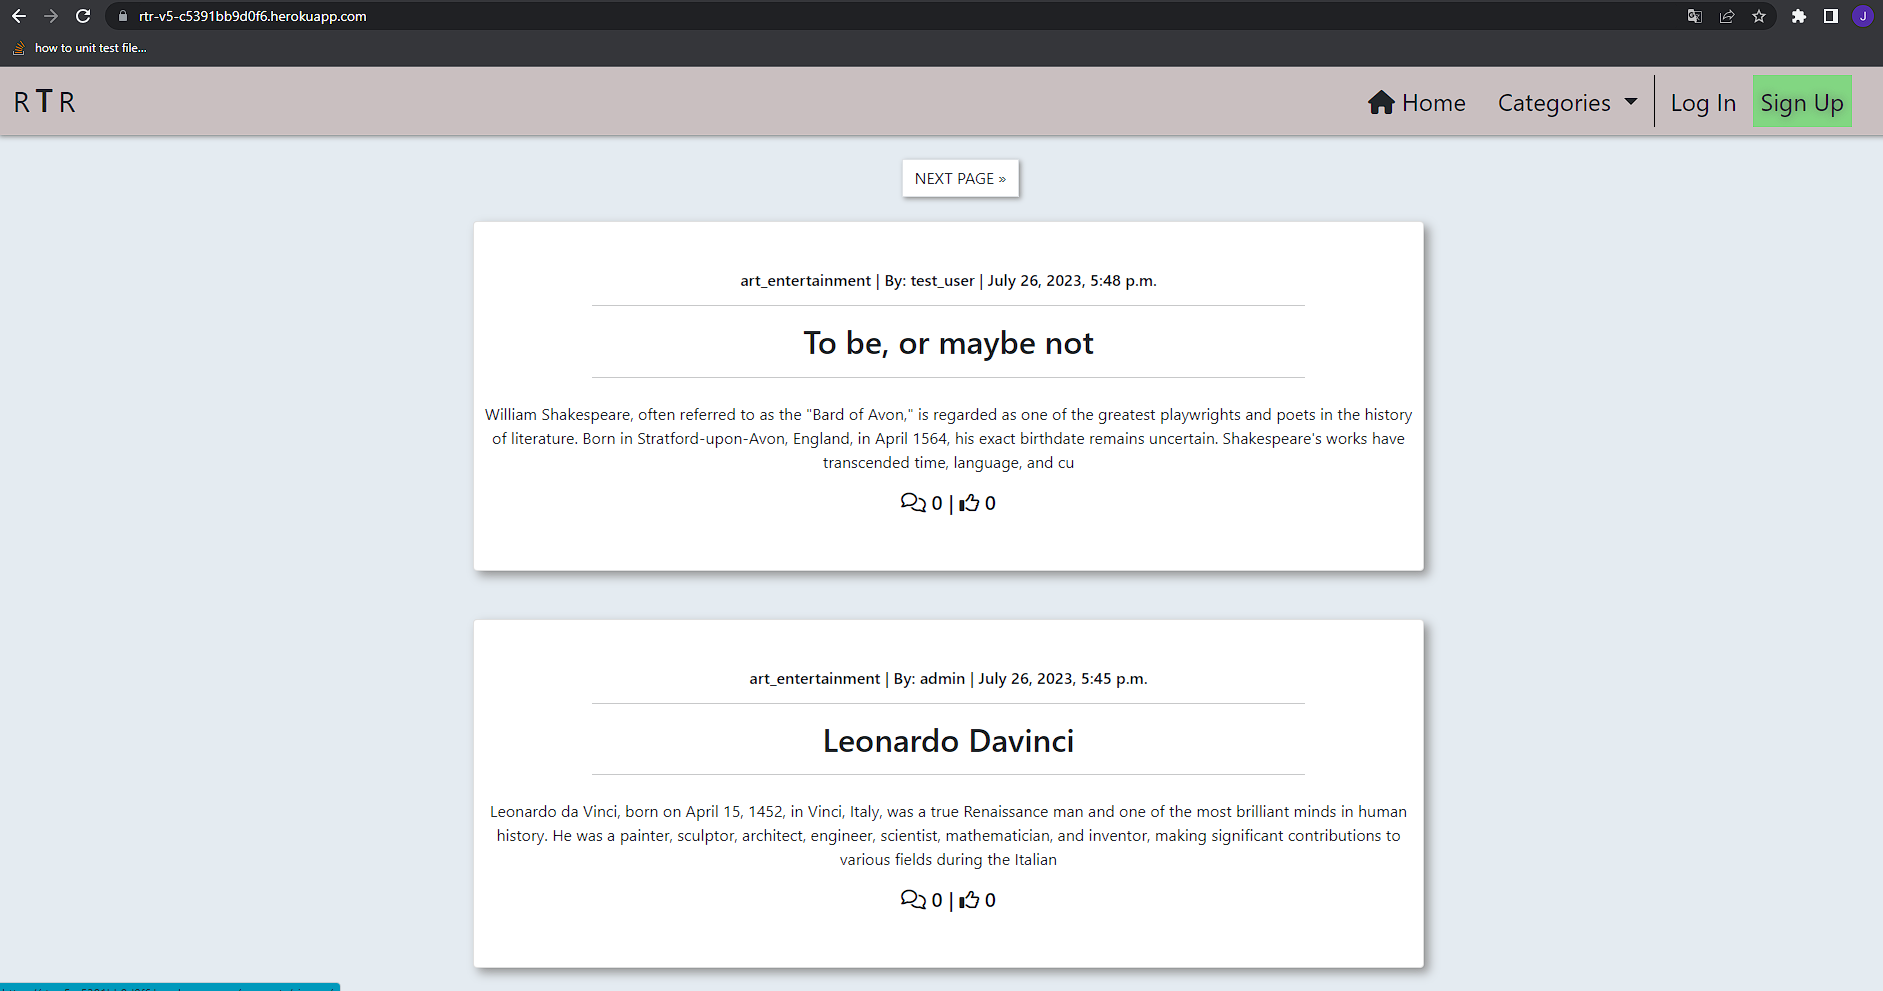 rtr-v5-c5391bb9d0f6.herokuapp.com
J
how to unit test file...
R T R
Home Categories Log In Sign Up
NEXT PAGE »
art_entertainment | By: test_user | July 26, 2023, 5:48 p.m.
To be, or maybe not
William Shakespeare, often referred to as the "Bard of Avon," is regarded as one of the greatest playwrights and poets in the history
of literature. Born in Stratford-upon-Avon, England, in April 1564, his exact birthdate remains uncertain. Shakespeare's works have
transcended time, language, and cu
0 | 0
art_entertainment | By: admin | July 26, 2023, 5:45 p.m.
Leonardo Davinci
Leonardo da Vinci, born on April 15, 1452, in Vinci, Italy, was a true Renaissance man and one of the most brilliant minds in human
history. He was a painter, sculptor, architect, engineer, scientist, mathematician, and inventor, making significant contributions to
various fields during the Italian
0 | 0